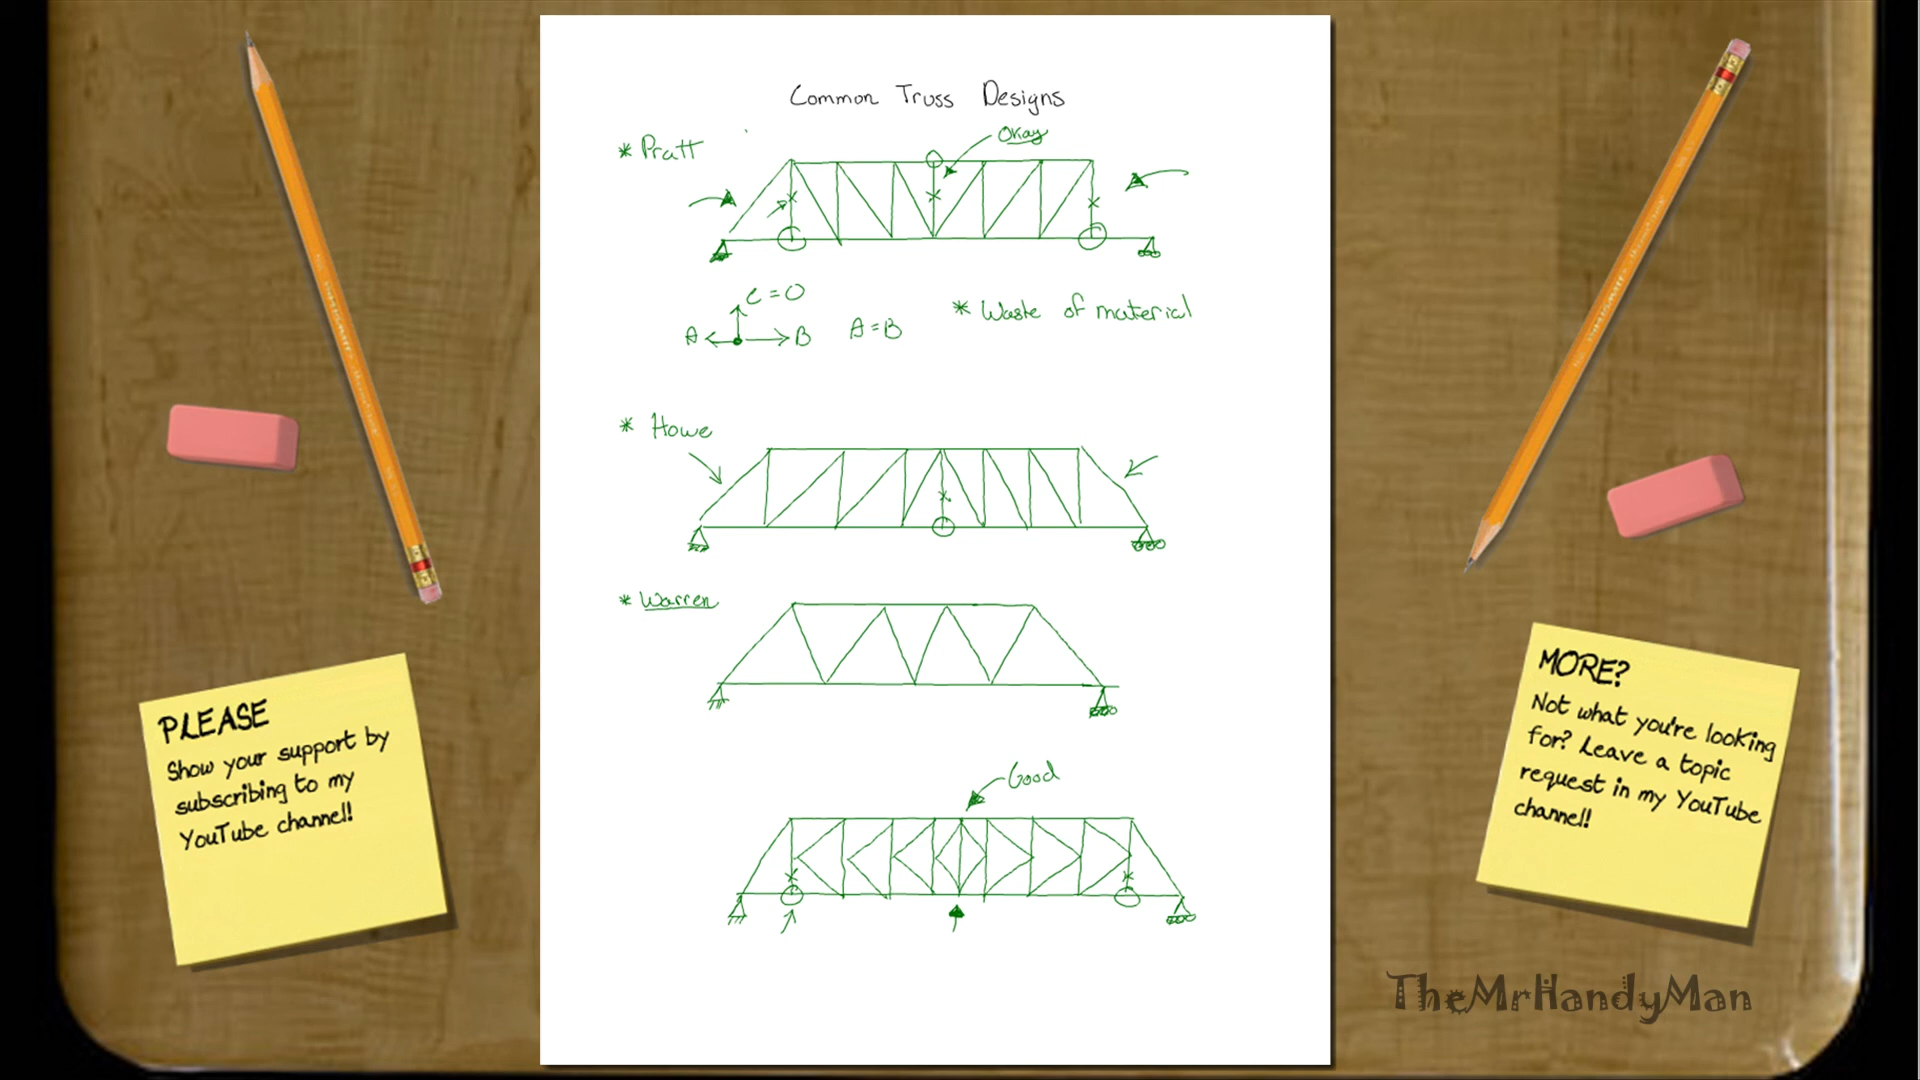 Common Truss Designs
* Pratt
Okay
C = 0
A B A = B
* Waste of material
* Howe
* Warren
Good
PLEASE
Show your support by
subscribing to my
YouTube channel!
MORE?
Not what you're looking
for? Leave a topic
request in my YouTube
channel!
TheMrHandyMan